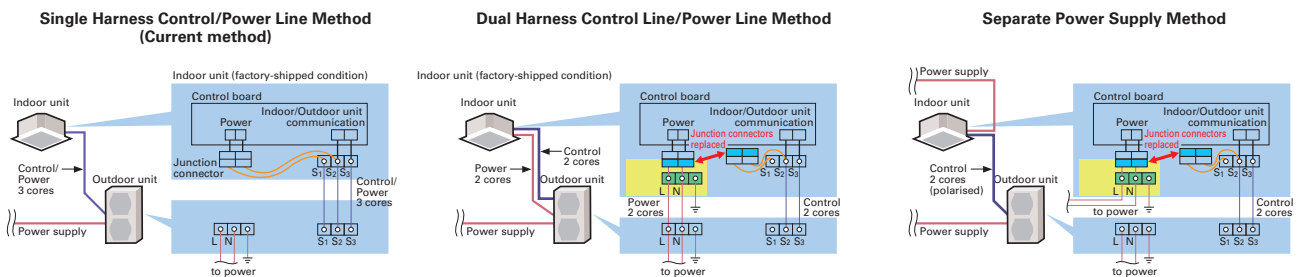 Single Harness Control/Power Line Method
(Current method)
Indoor unit (factory-shipped condition)
Indoor unit
Control board
Indoor/Outdoor unit
communication
Power
Junction
connector
S1 S2 S3
Control/
Power
3 cores
Outdoor unit
Control/
Power
3 cores
Power supply
L N
S1 S2 S3
to power
Dual Harness Control Line/Power Line Method
Indoor unit (factory-shipped condition)
Indoor unit
Control board
Indoor/Outdoor unit
communication
Power
Junction connectors
replaced
Control
2 cores
Power
2 cores
S1 S2 S3
Outdoor unit
L N
Power
2 cores
Control
2 cores
Power supply
L N
S1 S2 S3
to power
Separate Power Supply Method
Power supply
Indoor unit
Control board
Indoor/Outdoor unit
communication
Power
Junction connectors
replaced
Control
2 cores
(polarised)
S1 S2 S3
Outdoor unit
L N
to power
Control
2 cores
Power supply
L N
S1 S2 S3
to power